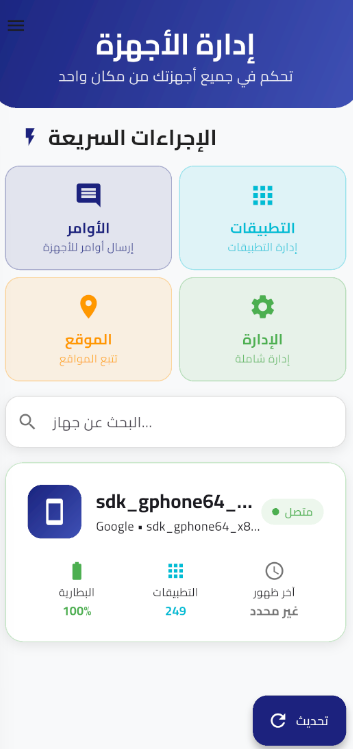 إدارة الأجهزة
تحكم في جميع أجهزتك من مكان واحد
الإجراءات السريعة
التطبيقات
إدارة التطبيقات
الأوامر
إرسال أوامر للأجهزة
الإدارة
إدارة شاملة
الموقع
تتبع المواقع
البحث عن جهاز...
sdk_gphone64_...
Google • sdk_gphone64_x8...
متصل
آخر ظهور
غير محدد
التطبيقات
249
البطارية
100%
تحديث